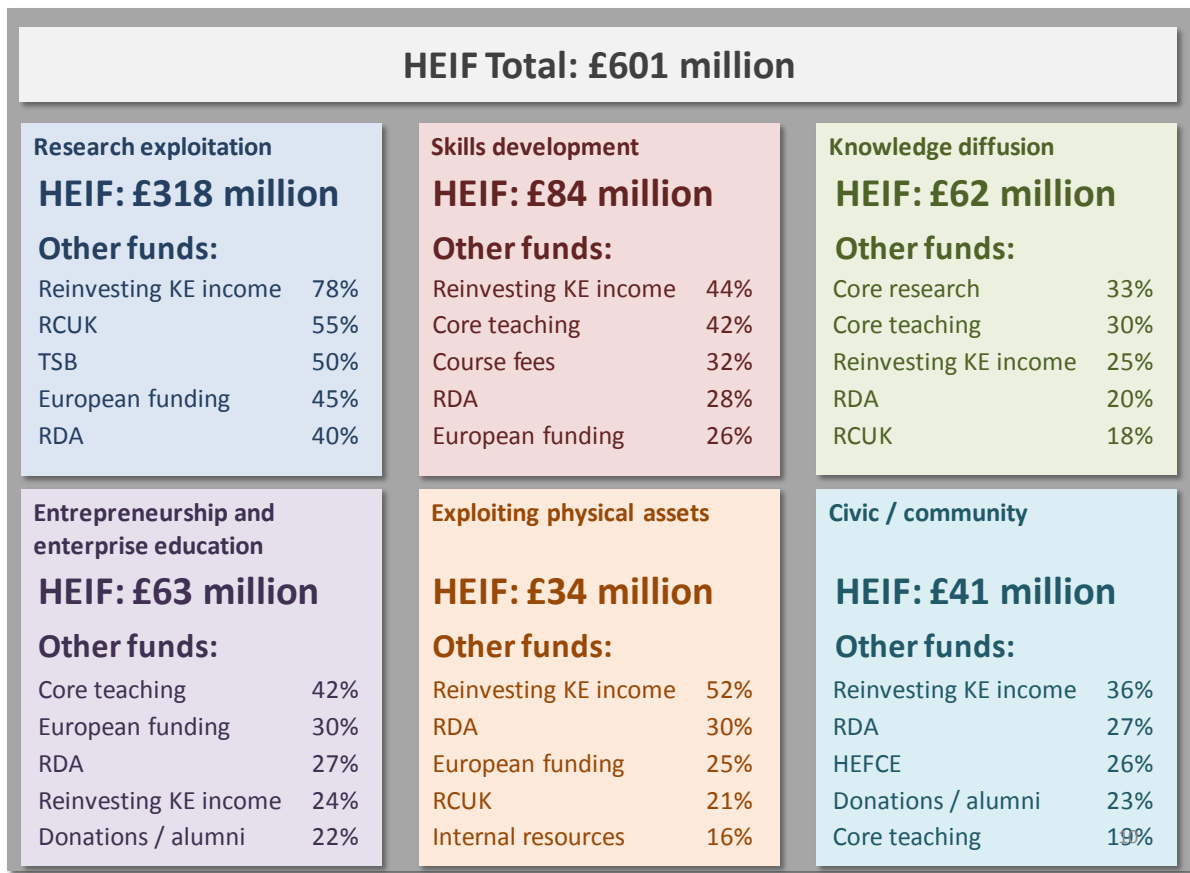 HEIF Total: £601 million
Research exploitation
HEIF: £318 million
Other funds:
Reinvesting KE income 78%
RCUK 55%
TSB 50%
European funding 45%
RDA 40%
Skills development
HEIF: £84 million
Other funds:
Reinvesting KE income 44%
Core teaching 42%
Course fees 32%
RDA 28%
European funding 26%
Knowledge diffusion
HEIF: £62 million
Other funds:
Core research 33%
Core teaching 30%
Reinvesting KE income 25%
RDA 20%
RCUK 18%
Entrepreneurship and
enterprise education
HEIF: £63 million
Other funds:
Core teaching 42%
European funding 30%
RDA 27%
Reinvesting KE income 24%
Donations / alumni 22%
Exploiting physical assets
HEIF: £34 million
Other funds:
Reinvesting KE income 52%
RDA 30%
European funding 25%
RCUK 21%
Internal resources 16%
Civic / community
HEIF: £41 million
Other funds:
Reinvesting KE income 36%
RDA 27%
HEFCE 26%
Donations / alumni 23%
Core teaching 19%